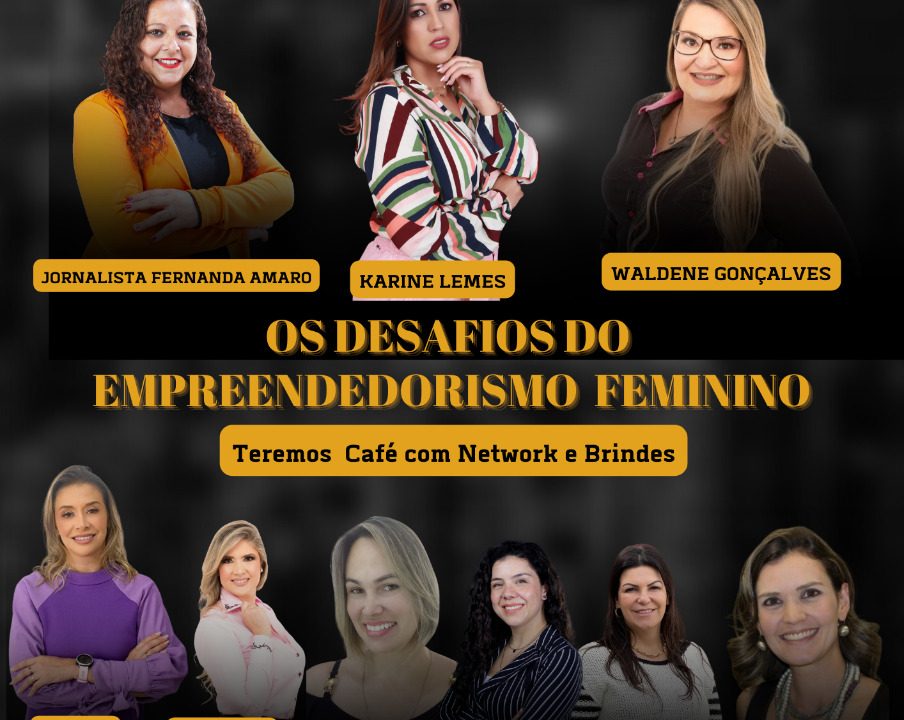 JORNALISTA FERNANDA AMARO
KARINE LEMES
WALDENE GONÇALVES
OS DESAFIOS DO
EMPREENDEDORISMO FEMININO
Teremos Café com Network e Brindes